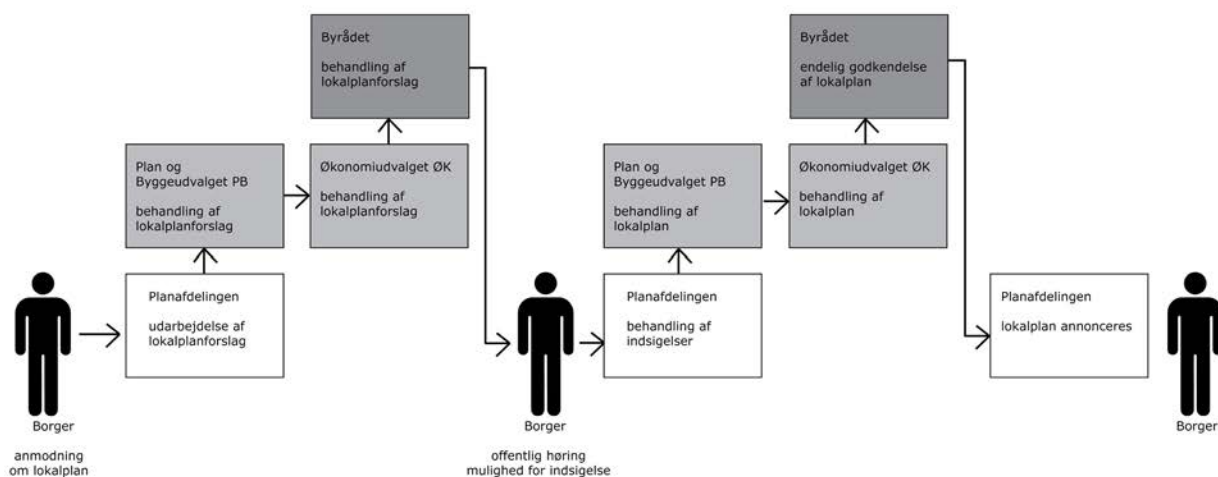 Borger
anmodning
om lokalplan
Planafdelingen
udarbejdelse af
lokalplanforslag
Plan og
Byggeudvalget PB
behandling af
lokalplanforslag
Økonomiudvalget ØK
behandling af
lokalplanforslag
Byrådet
behandling af
lokalplanforslag
Borger
offentlig høring
mulighed for indsigelse
Planafdelingen
behandling af
indsigelser
Plan og
Byggeudvalget PB
behandling af
lokalplan
Økonomiudvalget ØK
behandling af
lokalplan
Byrådet
endelig godkendelse
af lokalplan
Planafdelingen
lokalplan annonceres
Borger